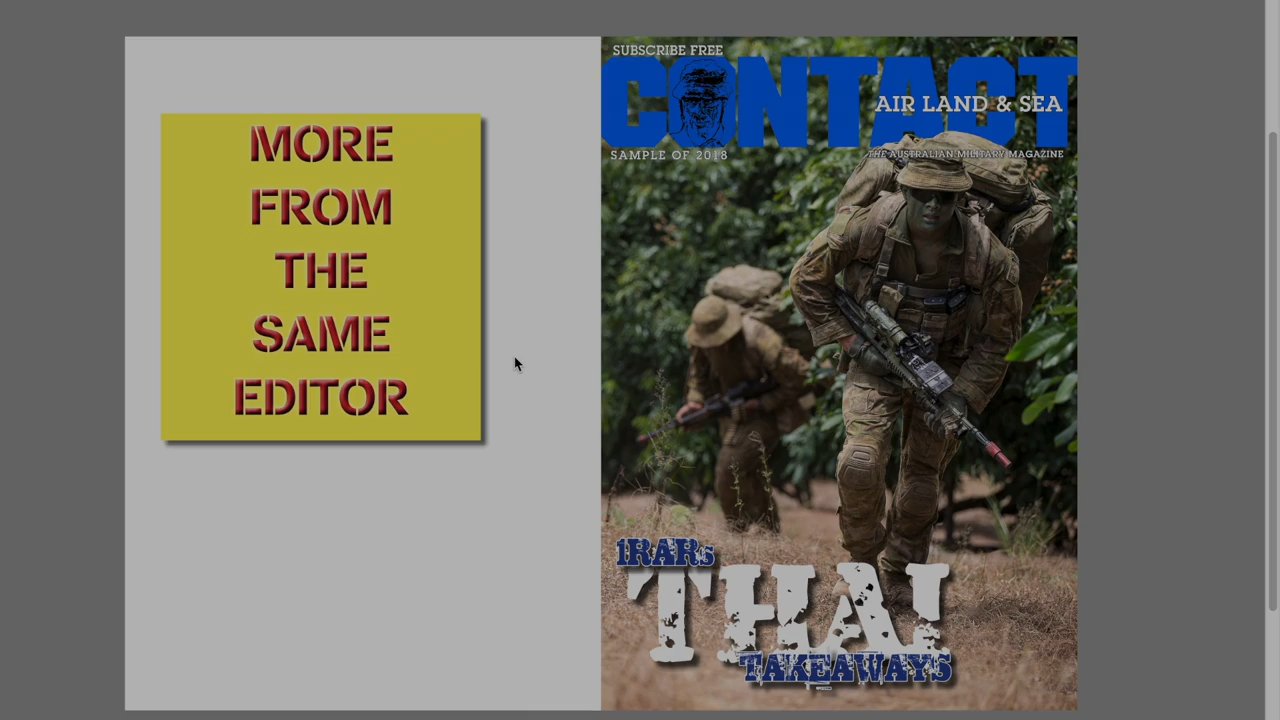 MORE
FROM
THE
SAME
EDITOR
SUBSCRIBE FREE
CONTACT
AIR LAND & SEA
SAMPLE OF 2018
THE AUSTRALIAN MILITARY MAGAZINE
1RARs
THAI
TAKEAWAYS